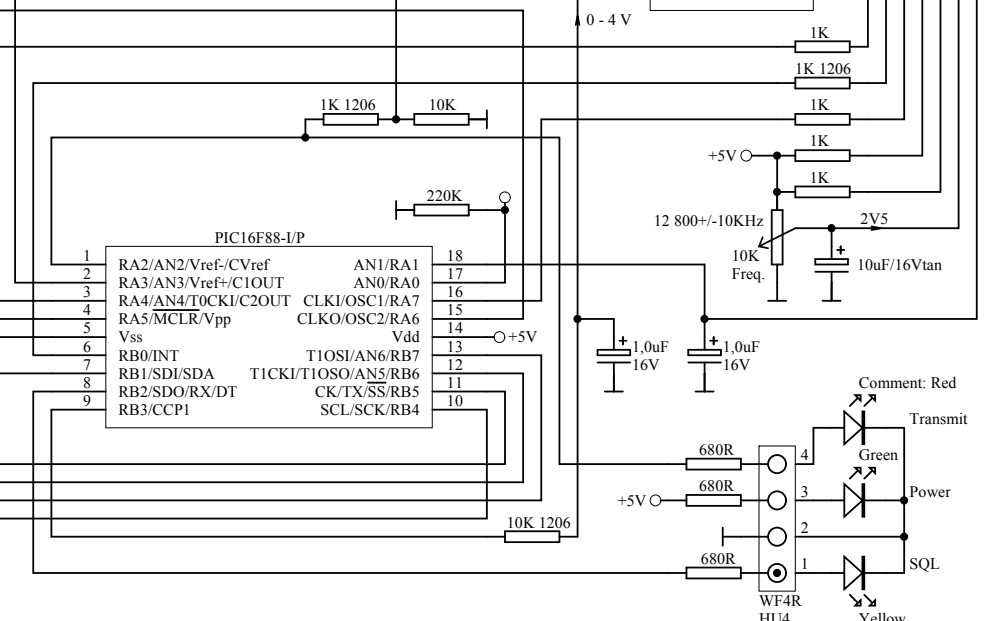 0 - 4 V
1K
1K 1206
1K 1206
10K
1K
+5V
1K
1K
220K
12 800+/-10KHz
2V5
10K
Freq.
10uF/16Vtan
PIC16F88-I/P
1 RA2/AN2/Vref-/CVref AN1/RA1 18
2 RA3/AN3/Vref+/C1OUT AN0/RA0 17
3 RA4/AN4/T0CKI/C2OUT CLKI/OSC1/RA7 16
4 RA5/MCLR/Vpp CLKO/OSC2/RA6 15
5 Vss Vdd 14 +5V
6 RB0/INT T1OSI/AN6/RB7 13
7 RB1/SDI/SDA T1CKI/T1OSO/AN5/RB6 12
8 RB2/SDO/RX/DT CK/TX/SS/RB5 11
9 RB3/CCP1 SCL/SCK/RB4 10
+
1,0uF
16V
+
1,0uF
16V
+
Comment: Red
Transmit
680R
4
Green
+5V
680R
3
Power
10K 1206
2
680R
1
SQL
WF4R
HU4
Yellow